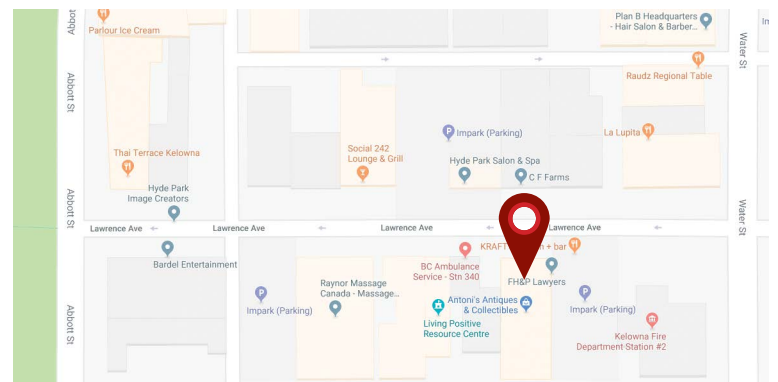 Abbott St
Parlour Ice Cream
Plan B Headquarters
- Hair Salon & Barber...
Water St
Abbott St
Raudz Regional Table
Impark (Parking)
La Lupita
Social 242
Lounge & Grill
Thai Terrace Kelowna
Hyde Park Salon & Spa
C F Farms
Hyde Park
Image Creators
Abbott St
Water St
Lawrence Ave
Lawrence Ave
Lawrence Ave
Lawrence Ave
KRAFT
+ bar
Bardel Entertainment
BC Ambulance
Service - Stn 340
FH&P Lawyers
Raynor Massage
Canada - Massage...
Antoni's Antiques
& Collectibles
Impark (Parking)
Impark (Parking)
Living Positive
Resource Centre
Abbott St
Kelowna Fire
Department Station #2